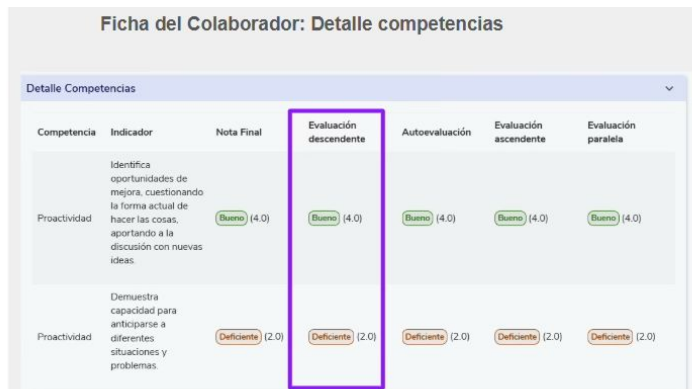 Ficha del Colaborador: Detalle competencias
Detalle Competencias
Competencia Indicador Nota Final Evaluación descendente Autoevaluación Evaluación ascendente Evaluación paralela
Identifica
oportunidades de
mejora, cuestionando
la forma actual de
Proactividad hacer las cosas, Bueno (4.0) Bueno (4.0) Bueno (4.0) Bueno (4.0) Bueno (4.0)
aportando a la
discusión con nuevas
ideas.
Demuestra
capacidad para
anticiparse a
Proactividad diferentes Deficiente (2.0) Deficiente (2.0) Deficiente (2.0) Deficiente (2.0) Deficiente (2.0)
situaciones y
problemas.